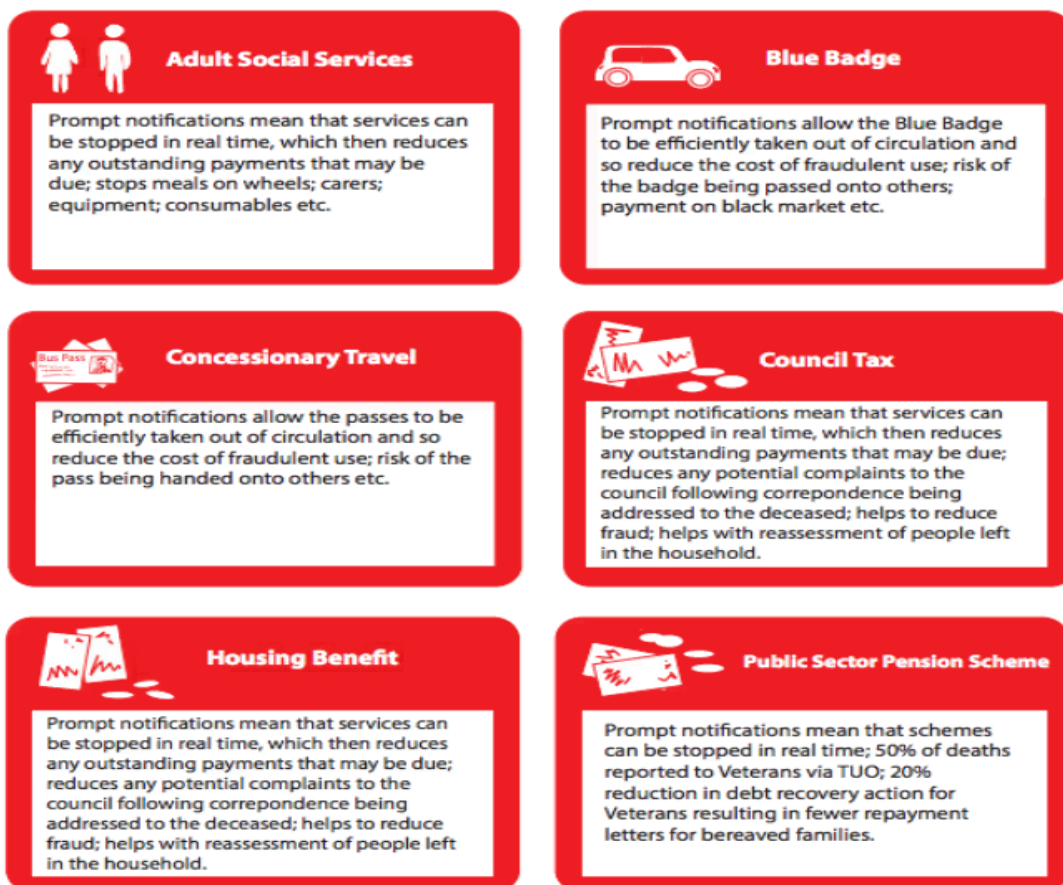 Adult Social Services
Prompt notifications mean that services can
be stopped in real time, which then reduces
any outstanding payments that may be
due; stops meals on wheels; carers;
equipment; consumables etc.
Blue Badge
Prompt notifications allow the Blue Badge
to be efficiently taken out of circulation and
so reduce the cost of fraudulent use; risk of
the badge being passed onto others;
payment on black market etc.
Bus Pass
Concessionary Travel
Prompt notifications allow the passes to be
efficiently taken out of circulation and so
reduce the cost of fraudulent use; risk of the
pass being handed onto others etc.
Council Tax
Prompt notifications mean that services can
be stopped in real time, which then reduces
any outstanding payments that may be due;
reduces any potential complaints to the
council following correpondence being
addressed to the deceased; helps to reduce
fraud; helps with reassessment of people left
in the household.
Housing Benefit
Prompt notifications mean that services can
be stopped in real time, which then reduces
any outstanding payments that may be due;
reduces any potential complaints to the
council following correpondence being
addressed to the deceased; helps to reduce
fraud; helps with reassessment of people left
in the household.
Public Sector Pension Scheme
Prompt notifications mean that schemes
can be stopped in real time; 50% of deaths
reported to Veterans via TUO; 20%
reduction in debt recovery action for
Veterans resulting in fewer repayment
letters for bereaved families.